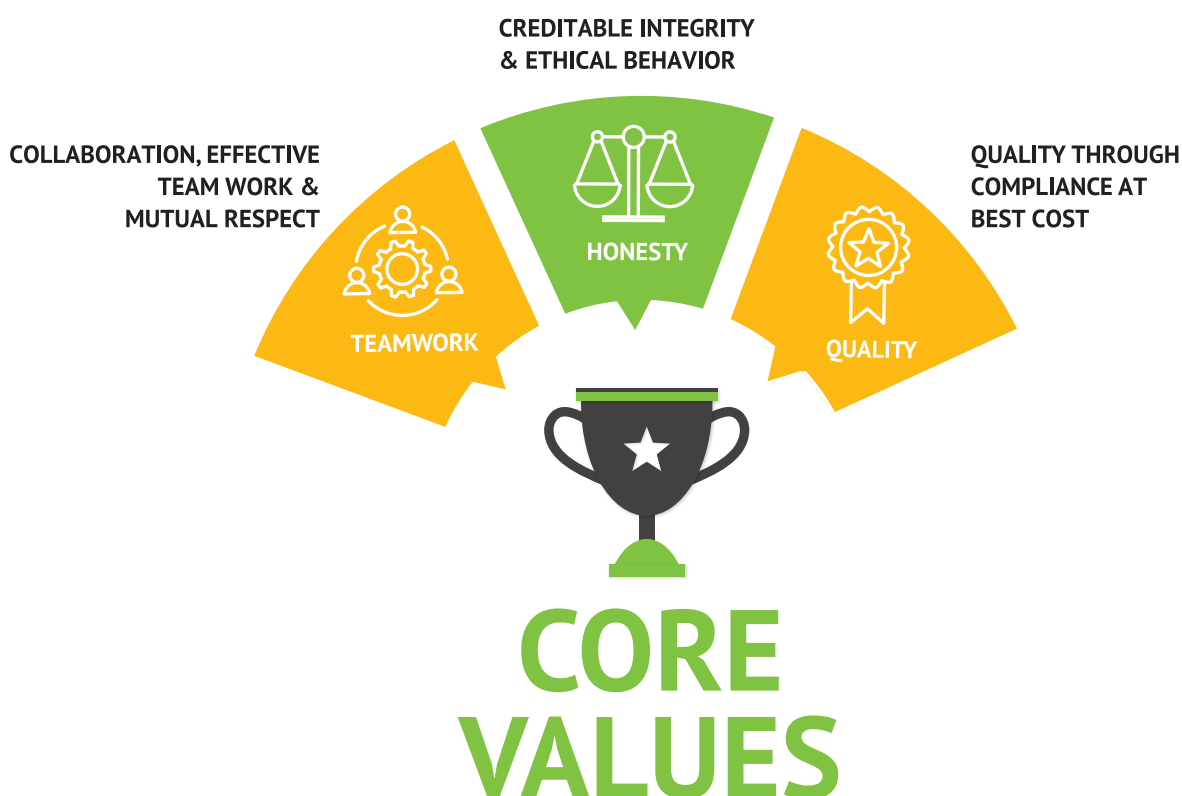 CREDITABLE INTEGRITY
& ETHICAL BEHAVIOR
COLLABORATION, EFFECTIVE
TEAM WORK &
MUTUAL RESPECT
QUALITY THROUGH
COMPLIANCE AT
BEST COST
TEAMWORK
HONESTY
QUALITY
CORE
VALUES